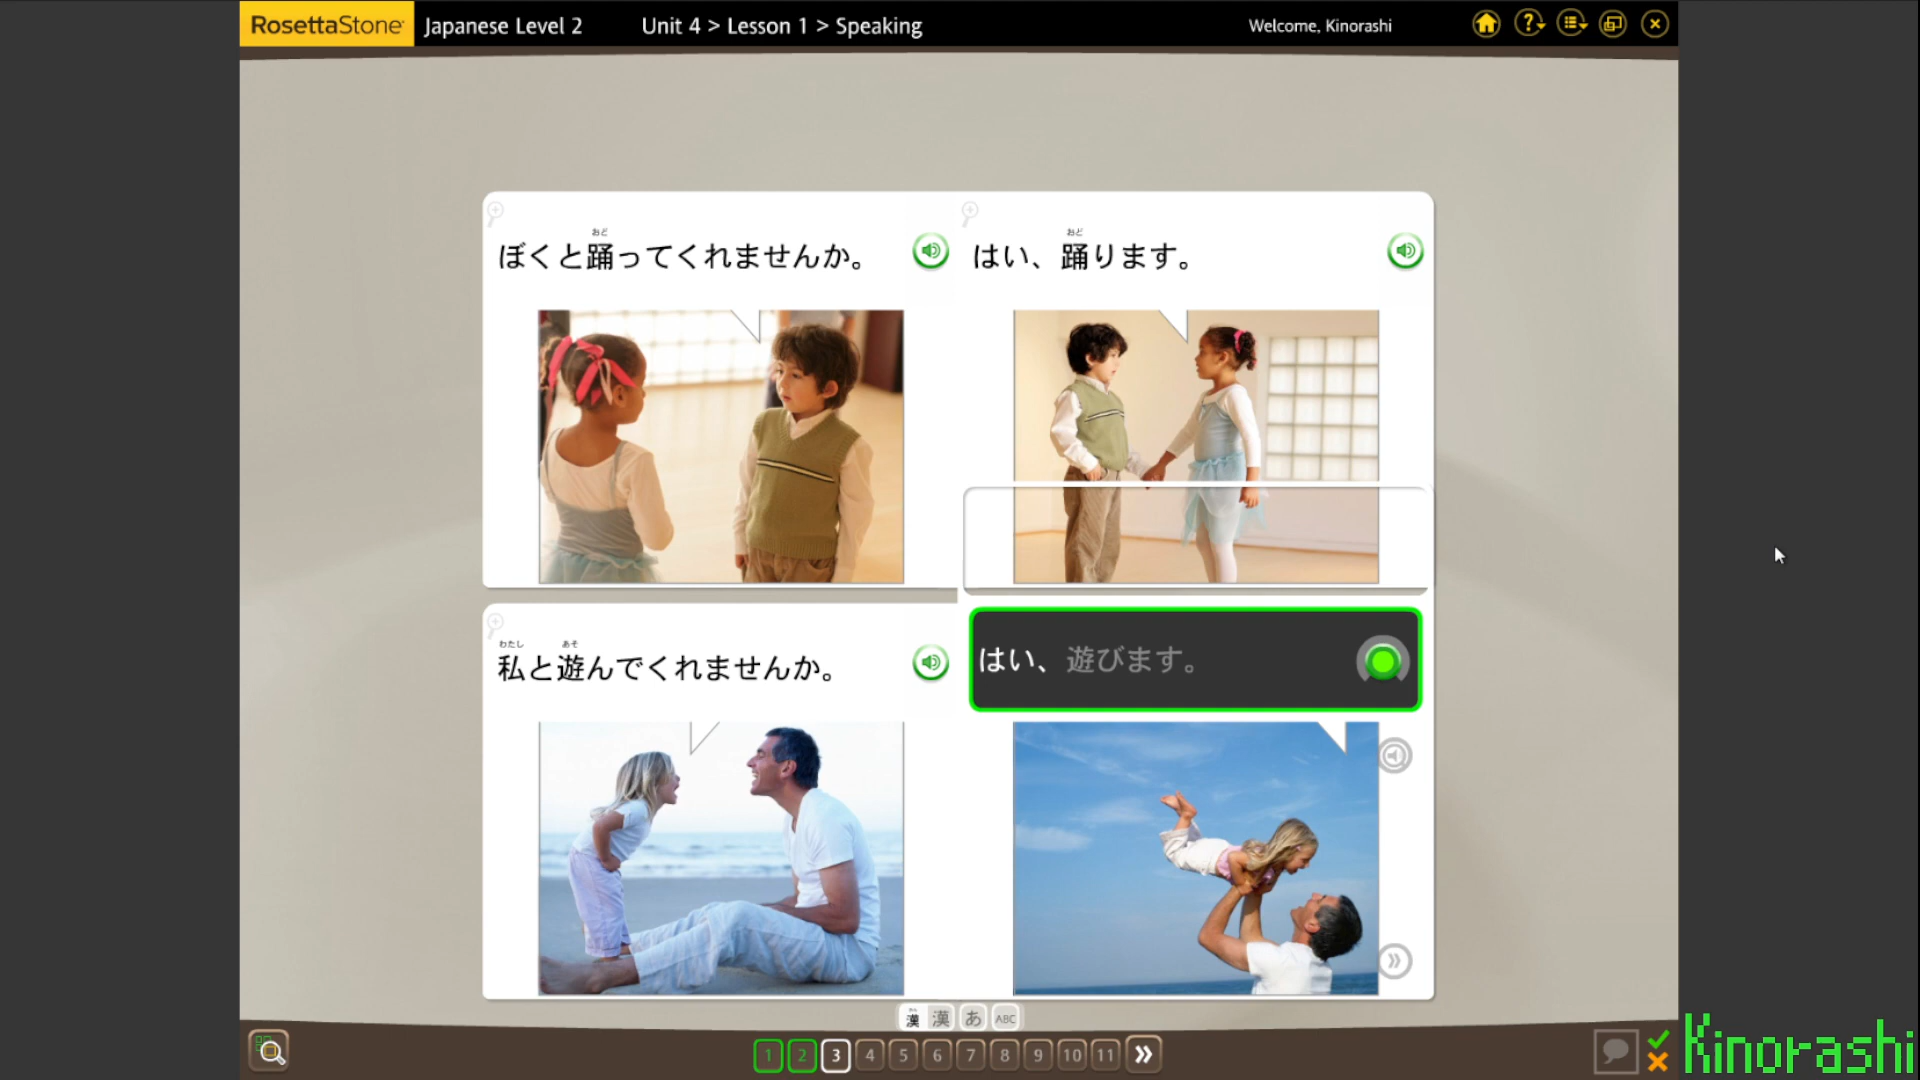 RosettaStone Japanese Level 2 Unit 4 > Lesson 1 > Speaking Welcome, Kinorashi
おど
ぼくと踊ってくれませんか。
おど
はい、踊ります。
わたし あそ
私と遊んでくれませんか。
はい、遊びます。
漢 漢 あ ABC
1 2 3 4 5 6 7 8 9 10 11
Kinorashi